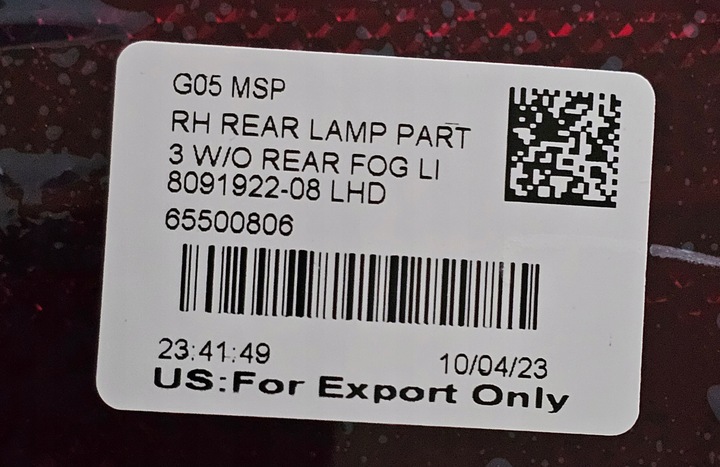 G05 MSP
RH REAR LAMP PART
3 W/O REAR FOG LI
8091922-08 LHD
65500806
23:41:49 10/04/23
US:For Export Only